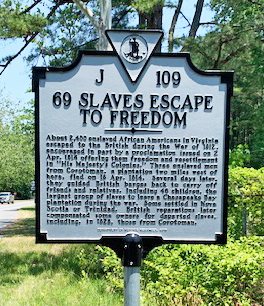 J 109
69 SLAVES ESCAPE
TO FREEDOM
About 2,400 enslaved African Americans in Virginia
escaped to the British during the War of 1812,
encouraged in part by a proclamation issued on 2
Apr. 1814 offering them freedom and resettlement
in "His Majesty's Colonies." Three enslaved men
from Corotoman, a plantation two miles west of
here, fled on 18 Apr. 1814. Several days later,
they guided British barges back to carry off
friends and relatives, including 46 children, the
largest group of slaves to leave a Chesapeake Bay
plantation during the war. Some settled in Nova
Scotia or Trinidad. British reparations later
compensated some owners for departed slaves,
including, in 1828, those from Corotoman.